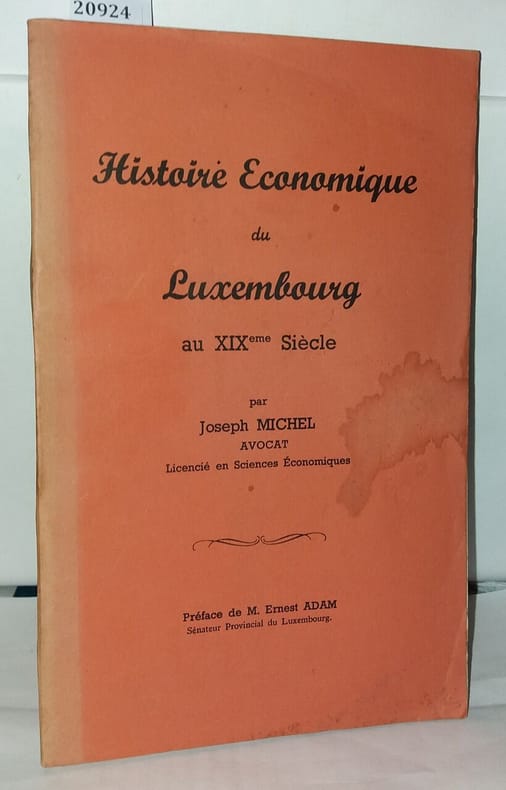 20924
Histoire Economique
du
Luxembourg
au XIXeme Siècle
par
Joseph MICHEL
AVOCAT
Licencié en Sciences Économiques
Préface de M. Ernest ADAM
Sénateur Provincial du Luxembourg.